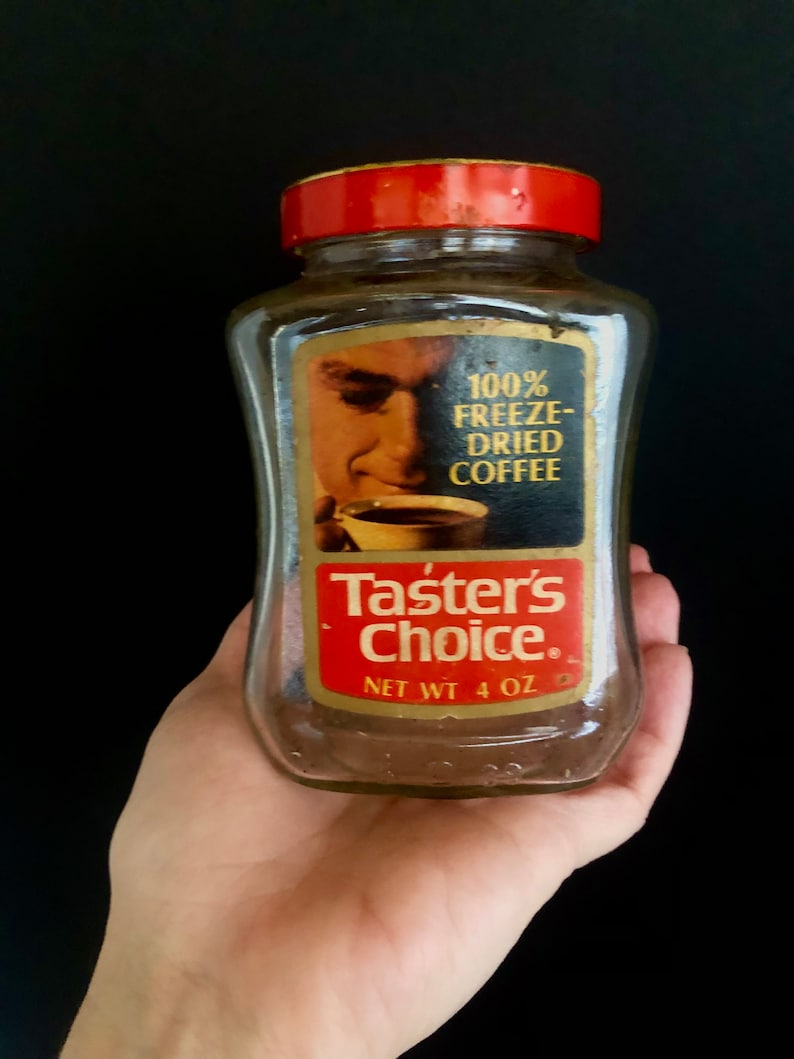 100%
FREEZE-
DRIED
COFFEE
Taster's
Choice®
NET WT 4 OZ